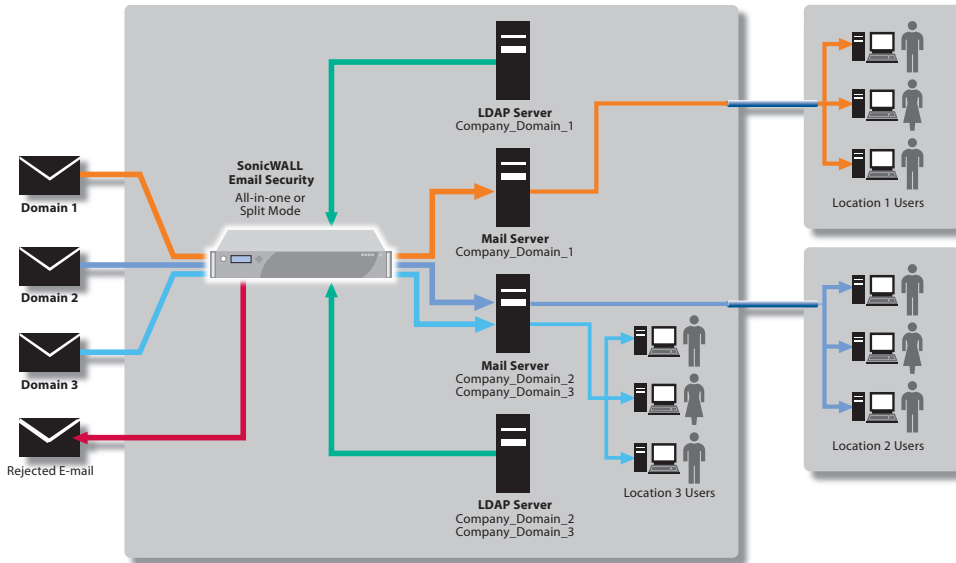 LDAP Server
Company_Domain_1
SonicWALL
Email Security
All-in-one or
Split Mode
Domain 1
Mail Server
Company_Domain_1
Location 1 Users
Domain 2
Domain 3
Mail Server
Company_Domain_2
Company_Domain_3
Rejected E-mail
Location 2 Users
Location 3 Users
LDAP Server
Company_Domain_2
Company_Domain_3